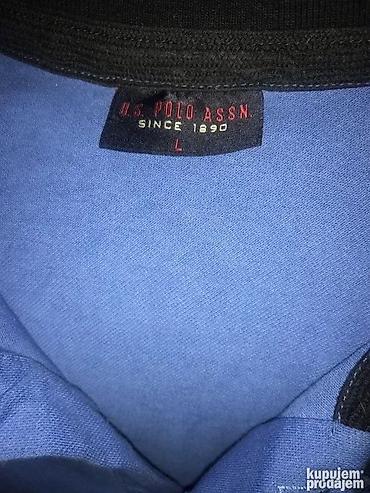 U.S. POLO ASSN.
SINCE 1890
L
kupujem
prodajem